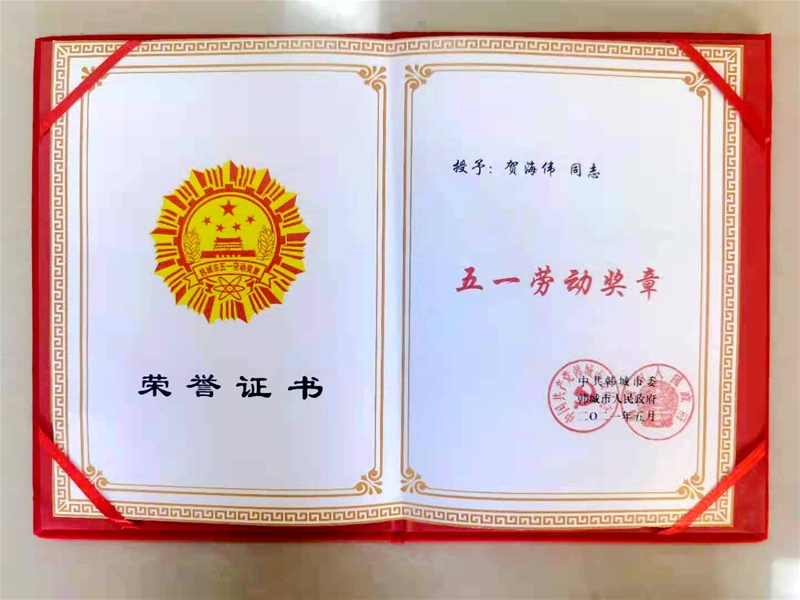 韩城市五一劳动奖章
荣誉证书
授予：贺海伟 同志
五一劳动奖章
中共韩城市委
韩城市人民政府
二〇二一年五月